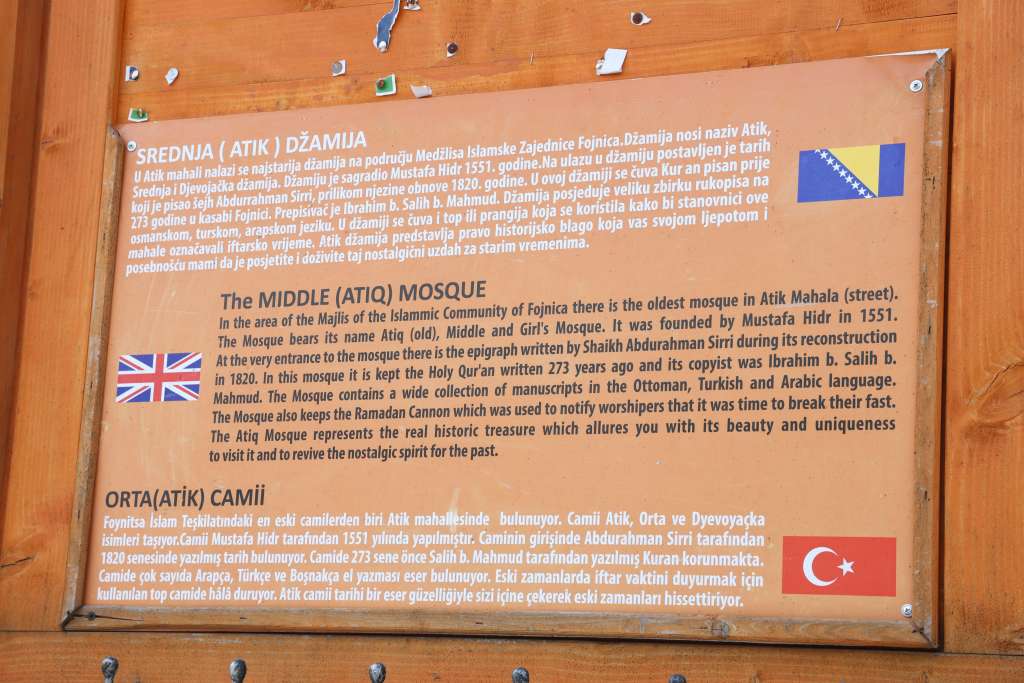 SREDNJA ( ATIK ) DŽAMIJA
U Atik mahali nalazi se najstarija džamija na području Medžlisa Islamske Zajednice Fojnica.Džamija nosi naziv Atik,
Srednja i Djevojačka džamija. Džamiju je sagradio Mustafa Hidr 1551. godine.Na ulazu u džamiju postavljen je tarih
koji je pisao šejh Abdurrahman Sirri, prilikom njezine obnove 1820. godine. U ovoj džamiji se čuva Kur an pisan prije
273 godine u kasabi Fojnici. Prepisivač je Ibrahim b. Salih b. Mahmud. Džamija posjeduje veliku zbirku rukopisa na
osmanskom, turskom, arapskom jeziku. U džamiji se čuva i top ili prangija koja se koristila kako bi stanovnici ove
mahale označavali iftarsko vrijeme. Atik džamija predstavlja pravo historijsko blago koja vas svojom ljepotom i
posebnošću mami da je posjetite i doživite taj nostalgični uzdah za starim vremenima.
The MIDDLE (ATIQ) MOSQUE
In the area of the Majlis of the Islammic Community of Fojnica there is the oldest mosque in Atik Mahala (street).
The Mosque bears its name Atiq (old), Middle and Girl's Mosque. It was founded by Mustafa Hidr in 1551.
At the very entrance to the mosque there is the epigraph written by Shaikh Abdurahman Sirri during its reconstruction
in 1820. In this mosque it is kept the Holy Qur'an written 273 years ago and its copyist was Ibrahim b. Salih b.
Mahmud. The Mosque contains a wide collection of manuscripts in the Ottoman, Turkish and Arabic language.
The Mosque also keeps the Ramadan Cannon which was used to notify worshipers that it was time to break their fast.
The Atiq Mosque represents the real historic treasure which allures you with its beauty and uniqueness
to visit it and to revive the nostalgic spirit for the past.
ORTA(ATİK) CAMİİ
Foynitsa İslam Teşkilatındaki en eski camilerden biri Atik mahallesinde bulunuyor. Camii Atik, Orta ve Dyevoyaçka
isimleri taşıyor.Camii Mustafa Hidr tarafından 1551 yılında yapılmıştır. Caminin girişinde Abdurahman Sirri tarafından
1820 senesinde yazılmış tarih bulunuyor. Camide 273 sene önce Salih b. Mahmud tarafından yazılmış Kuran korunmakta.
Camide çok sayıda Arapça, Türkçe ve Boşnakça el yazması eser bulunuyor. Eski zamanlarda iftar vaktini duyurmak için
kullanılan top camide hâlâ duruyor. Atik camii tarihi bir eser güzelliğiyle sizi içine çekerek eski zamanları hissettiriyor.